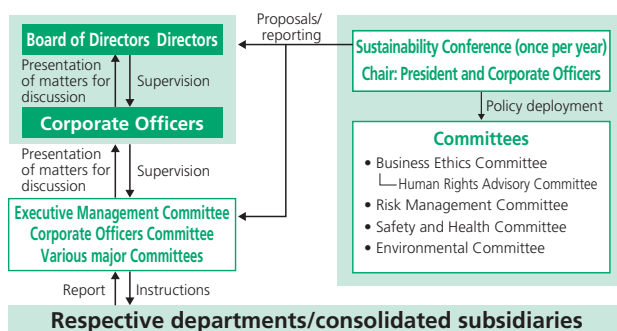 Board of Directors Directors
Presentation
of matters for
discussion
Supervision
Corporate Officers
Presentation
of matters for
discussion
Supervision
Executive Management Committee
Corporate Officers Committee
Various major Committees
Report
Instructions
Proposals/
reporting
Sustainability Conference (once per year)
Chair: President and Corporate Officers
Policy deployment
Committees
• Business Ethics Committee
Human Rights Advisory Committee
• Risk Management Committee
• Safety and Health Committee
• Environmental Committee
Respective departments/consolidated subsidiaries